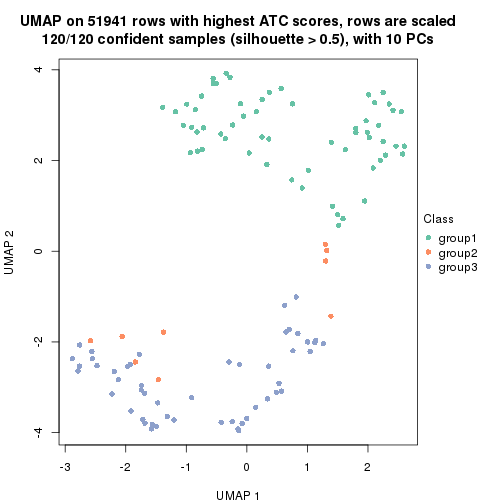 UMAP on 51941 rows with highest ATC scores, rows are scaled
120/120 confident samples (silhouette > 0.5), with 10 PCs
4
2
0
-2
-4
UMAP 2
-3
-2
-1
0
1
2
UMAP 1
Class
group1
group2
group3